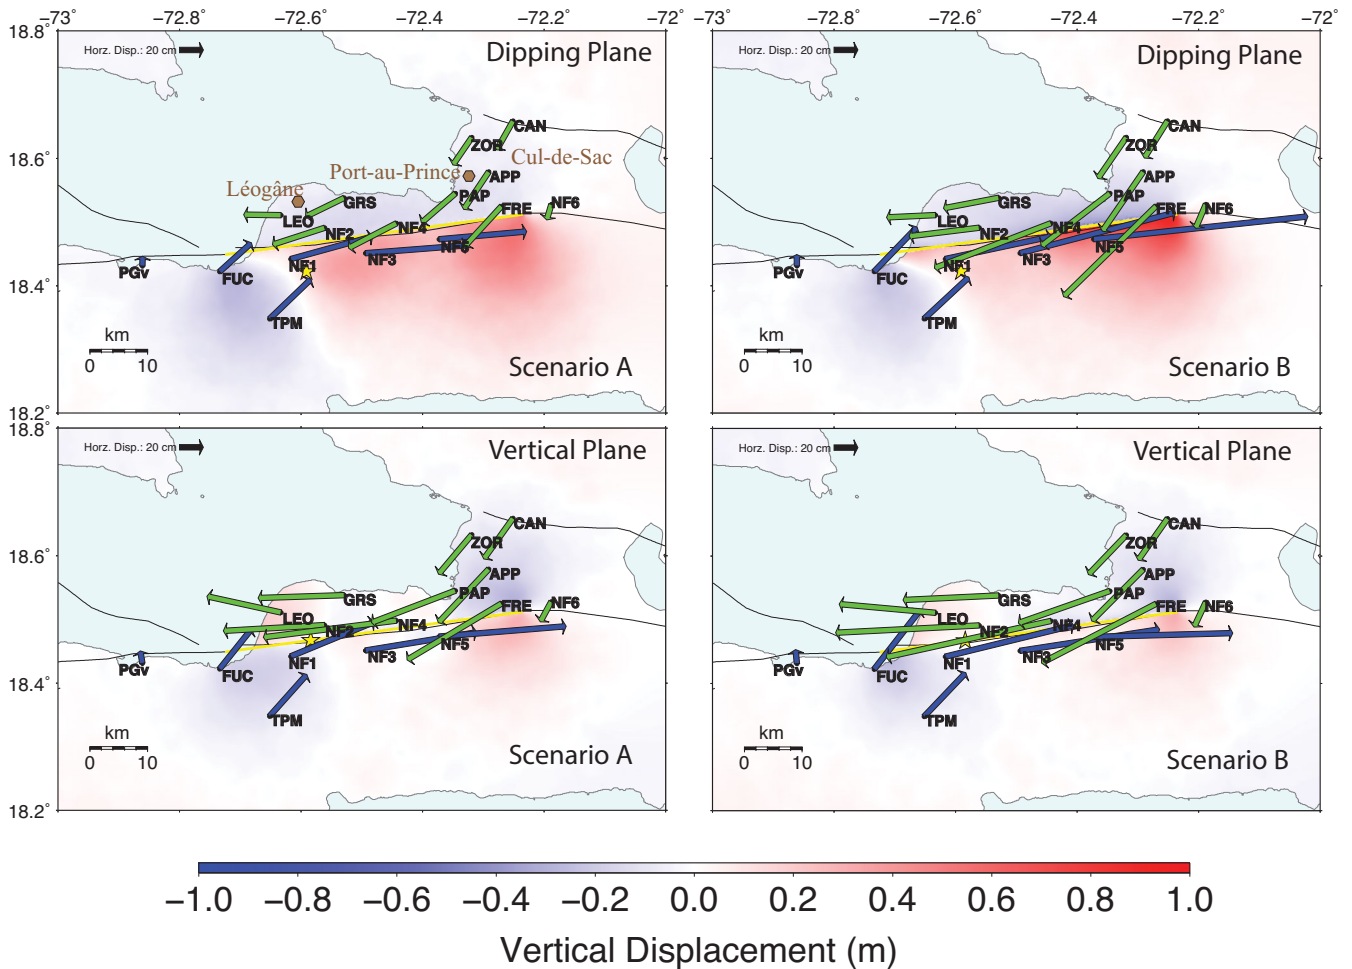 −73° −72.8° −72.6° −72.4° −72.2° −72°
−73° −72.8° −72.6° −72.4° −72.2° −72°
18.8°
18.6°
18.4°
18.2°
Horz. Disp.: 20 cm
Dipping Plane
CAN
ZOR
Cul-de-Sac
Port-au-Prince
APP
Léogâne
PAP
GRS
FRE
NF6
LEO
NF4
NF2
NF5
NF3
NF1
PGv
FUC
TPM
km
0 10
Scenario A
Horz. Disp.: 20 cm
Dipping Plane
CAN
ZOR
APP
PAP
GRS
FRE
NF6
LEO
NF4
NF2
NF5
NF3
NF1
PGv
FUC
TPM
km
0 10
Scenario B
18.8°
18.6°
18.4°
18.2°
Horz. Disp.: 20 cm
Vertical Plane
CAN
ZOR
APP
PAP
GRS
FRE
NF6
LEO
NF4
NF2
NF5
NF3
NF1
PGv
FUC
TPM
km
0 10
Scenario A
Horz. Disp.: 20 cm
Vertical Plane
CAN
ZOR
APP
PAP
GRS
FRE
NF6
LEO
NF4
NF2
NF5
NF3
NF1
PGv
FUC
TPM
km
0 10
Scenario B
−1.0 −0.8 −0.6 −0.4 −0.2 0.0 0.2 0.4 0.6 0.8 1.0
Vertical Displacement (m)